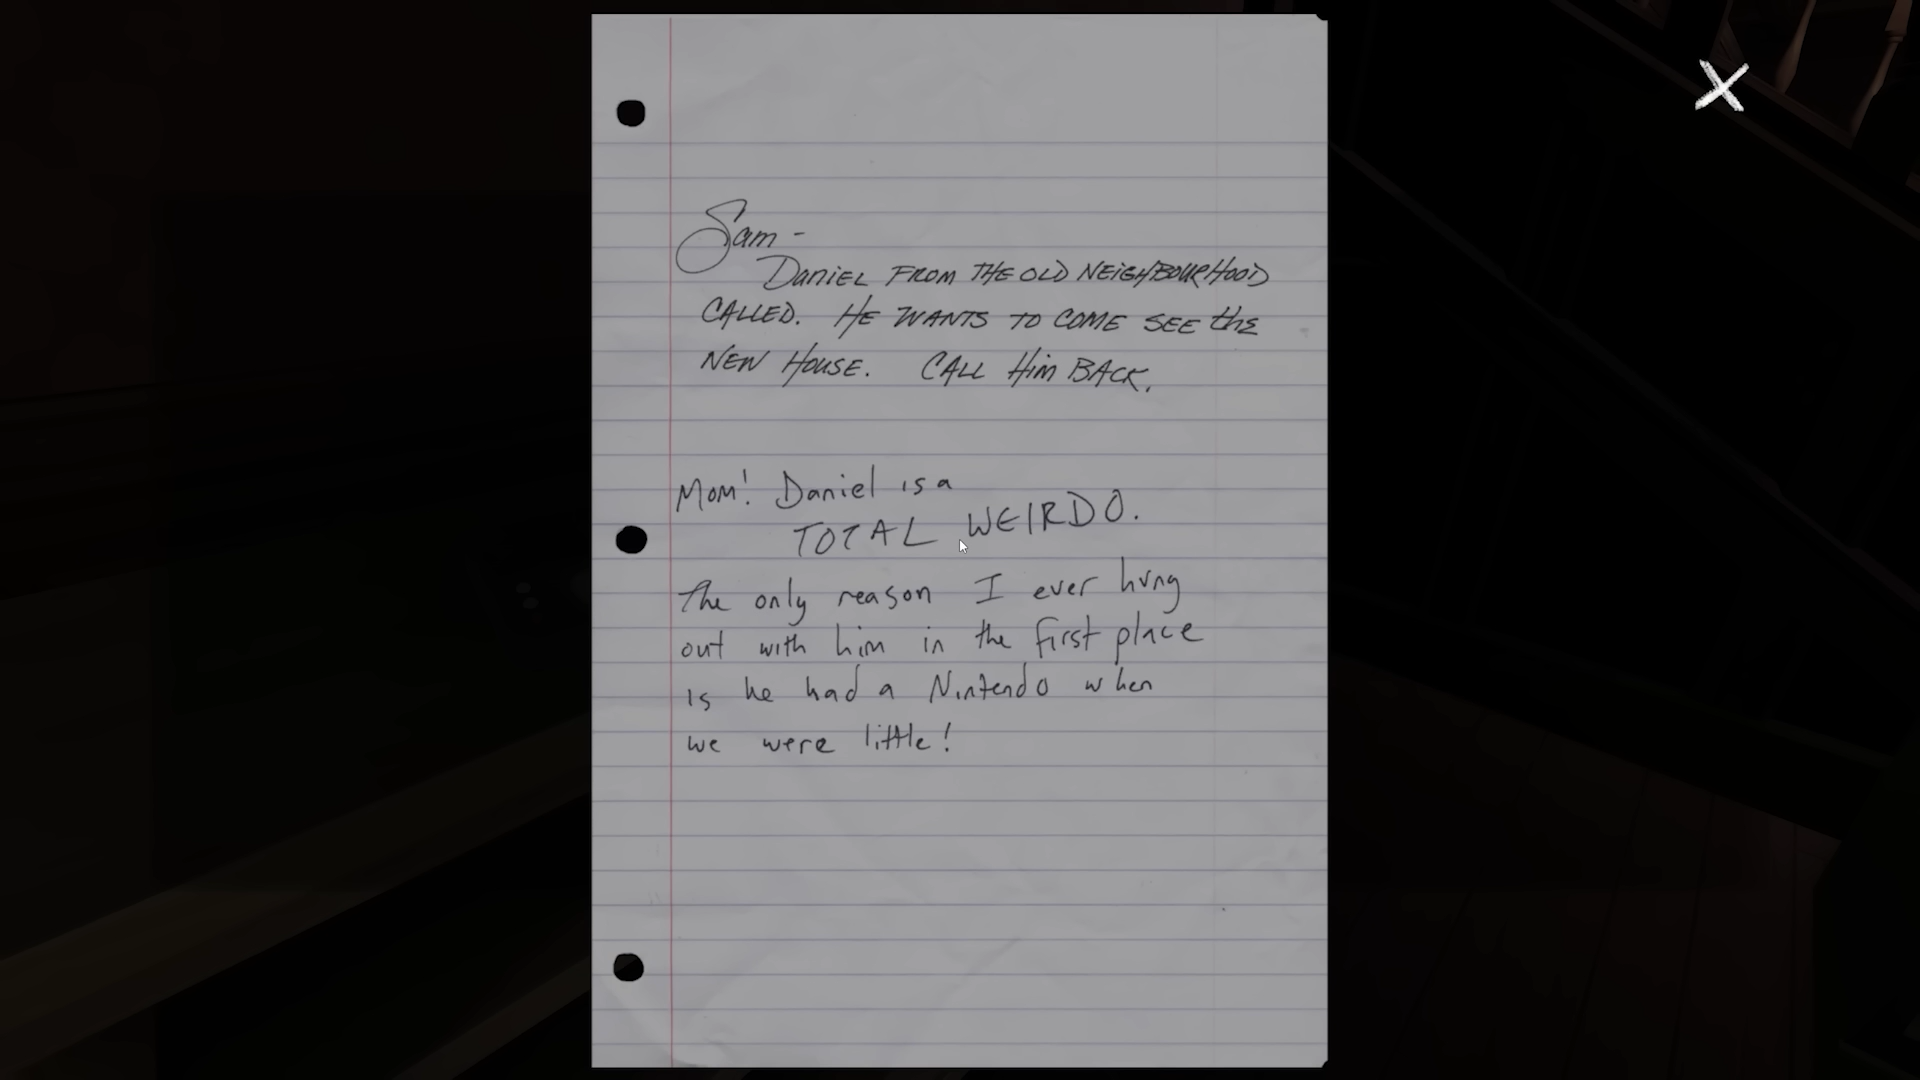 Sam -
DANIEL FROM THE OLD NEIGHBOURHOOD
CALLED. HE WANTS TO COME SEE the
NEW HOUSE. CALL HIM BACK.
Mom! Daniel is a
TOTAL WEIRDO.
The only reason I ever hung
out with him in the first place
is he had a Nintendo when
we were little!